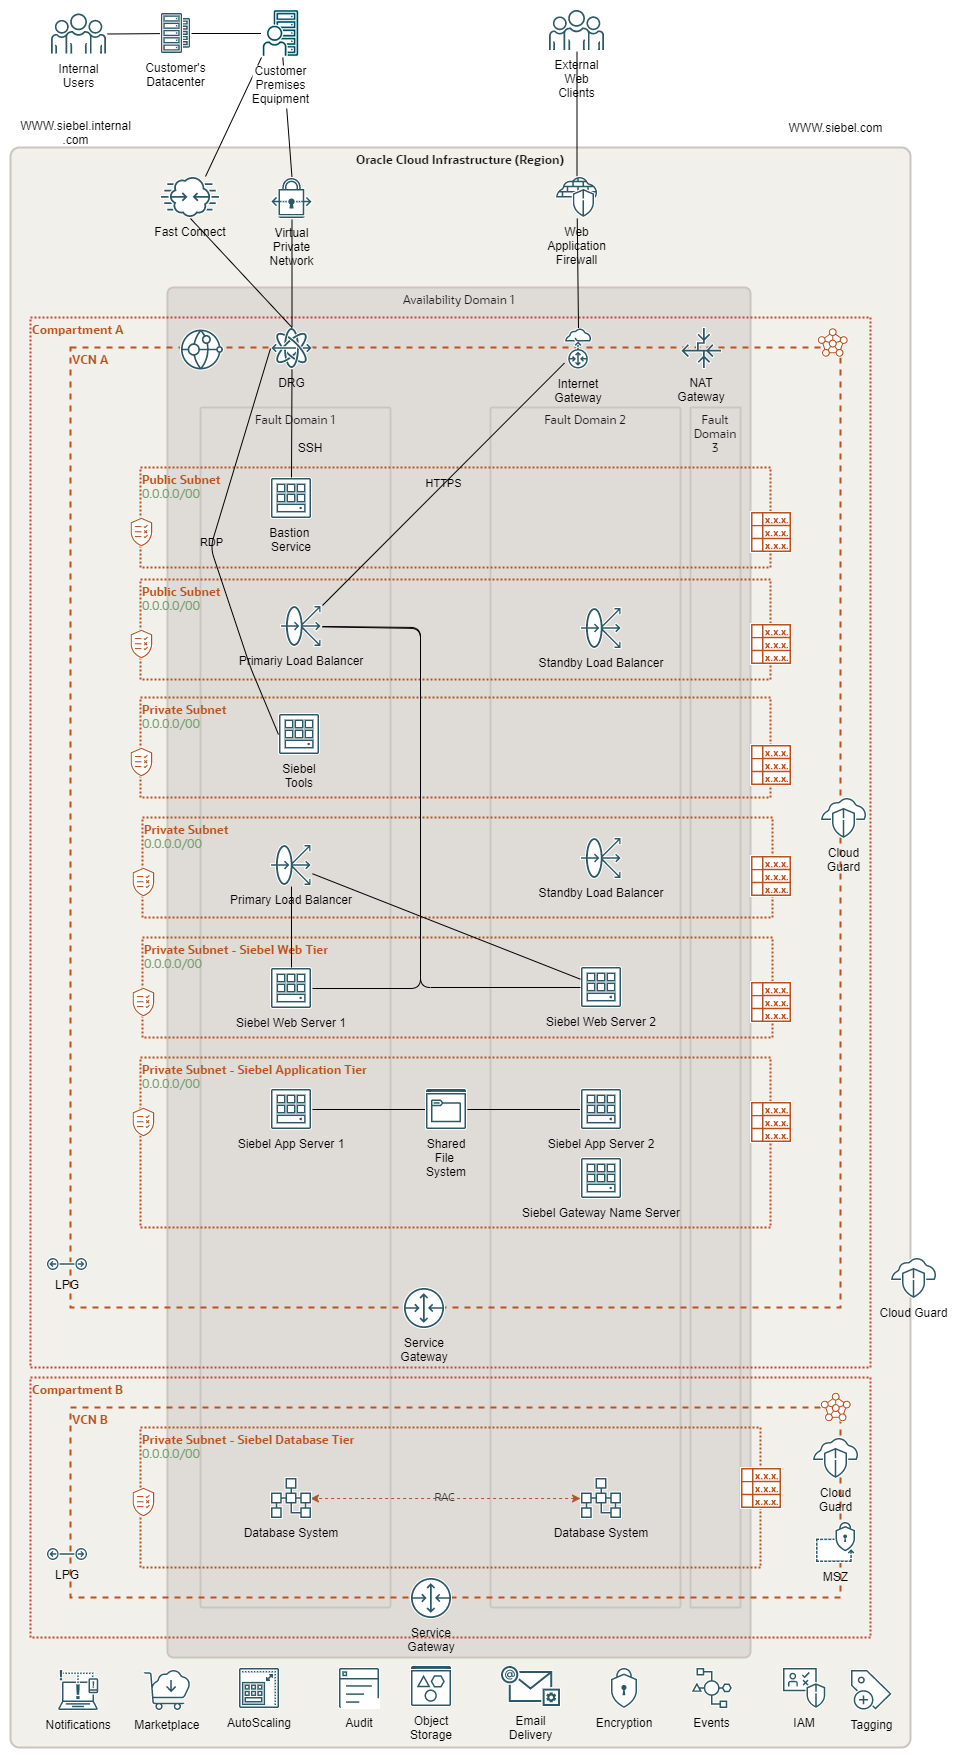 Internal
Users
Customer's
Datacenter
Customer
Premises
Equipment
External
Web
Clients
WWW.siebel.internal
.com
WWW.siebel.com
Oracle Cloud Infrastructure (Region)
Fast Connect
Virtual
Private
Network
Web
Application
Firewall
Availability Domain 1
Compartment A
VCN A
DRG
Internet
Gateway
NAT
Gateway
Fault Domain 1
Fault Domain 2
Fault
Domain
3
SSH
HTTPS
RDP
Public Subnet
0.0.0.0/00
Bastion
Service
x.x.x.
x.x.x.
x.x.x.
Public Subnet
0.0.0.0/00
Primariy Load Balancer
Standby Load Balancer
x.x.x.
x.x.x.
x.x.x.
Private Subnet
0.0.0.0/00
Siebel
Tools
x.x.x.
x.x.x.
x.x.x.
Private Subnet
0.0.0.0/00
Primary Load Balancer
Standby Load Balancer
x.x.x.
x.x.x.
x.x.x.
Cloud
Guard
Private Subnet - Siebel Web Tier
0.0.0.0/00
Siebel Web Server 1
Siebel Web Server 2
x.x.x.
x.x.x.
x.x.x.
Private Subnet - Siebel Application Tier
0.0.0.0/00
Siebel App Server 1
Shared
File
System
Siebel App Server 2
Siebel Gateway Name Server
x.x.x.
x.x.x.
x.x.x.
LPG
Service
Gateway
Cloud Guard
Compartment B
VCN B
Private Subnet - Siebel Database Tier
0.0.0.0/00
Database System
RAC
Database System
x.x.x.
x.x.x.
x.x.x.
Cloud
Guard
MSZ
LPG
Service
Gateway
Notifications
Marketplace
AutoScaling
Audit
Object
Storage
@
Email
Delivery
Encryption
Events
IAM
Tagging